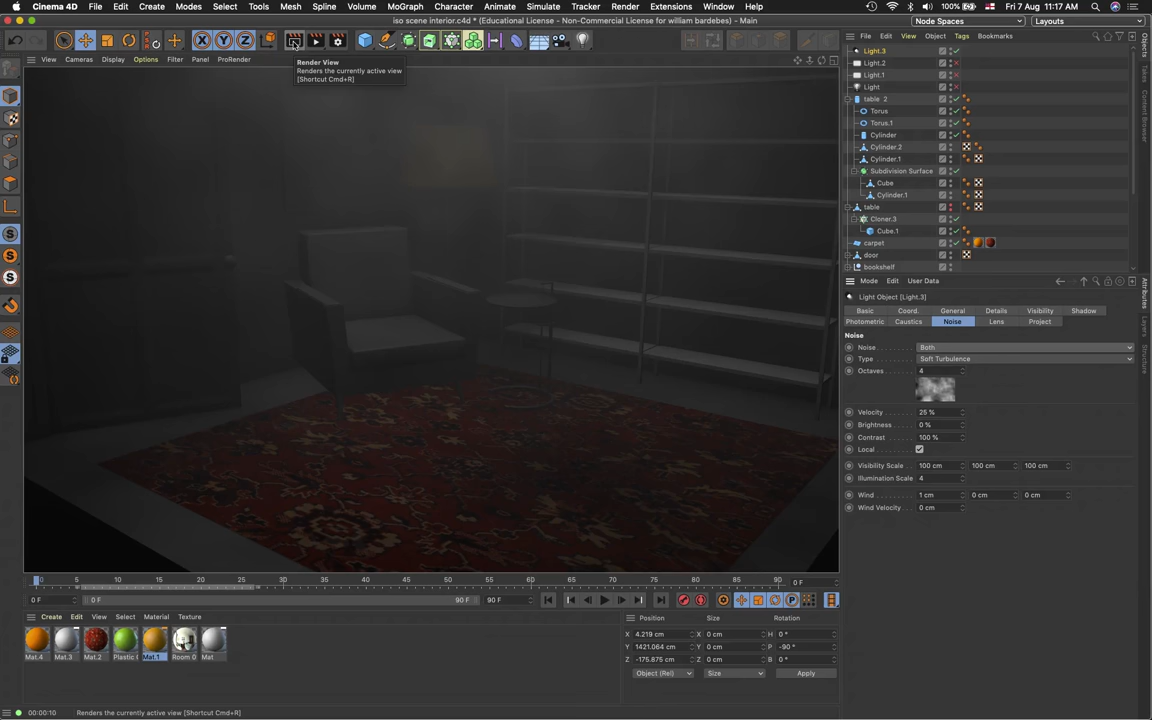 Cinema 4D File Edit Create Modes Select Tools Mesh Spline Volume MoGraph Character Animate Simulate Tracker Render Extensions Window Help 100% Fri 7 Aug 11:17 AM
iso scene interior.c4d * (Educational License - Non-Commercial License for william bardebes) - Main
Node Spaces Layouts
X Y Z
File Edit View Object Tags Bookmarks
View Cameras Display Options Filter Panel ProRender
Render View
Renders the currently active view
[Shortcut Cmd+R]
Light.3
Light.2
Light.1
Light
table 2
Torus
Torus.1
Cylinder
Cylinder.2
Cylinder.1
Subdivision Surface
Cube
Cylinder.1
table
Cloner.3
Cube.1
carpet
door
bookshelf
Objects
Takes
Content Browser
Attributes
Layers
Structure
Mode Edit User Data
Light Object [Light.3]
Basic Coord. General Details Visibility Shadow
Photometric Caustics Noise Lens Project
Noise
Noise Both
Type Soft Turbulence
Octaves 4
Velocity 25 %
Brightness 0 %
Contrast 100 %
Local
Visibility Scale 100 cm 100 cm 100 cm
Illumination Scale 4
Wind 1 cm 0 cm 0 cm
Wind Velocity 0 cm
0 5 10 15 20 25 30 35 40 45 50 55 60 65 70 75 80 85 90 0 F
0 F 0 F 90 F 90 F
Create Edit View Select Material Texture
Mat.4 Mat.3 Mat.2 Plastic Mat.1 Room 0 Mat
Position Size Rotation
X 4.219 cm X 0 cm H 0 °
Y 1421.064 cm Y 0 cm P -90 °
Z -175.875 cm Z 0 cm B 0 °
Object (Rel) Size Apply
00:00:10 Renders the currently active view [Shortcut Cmd+R]